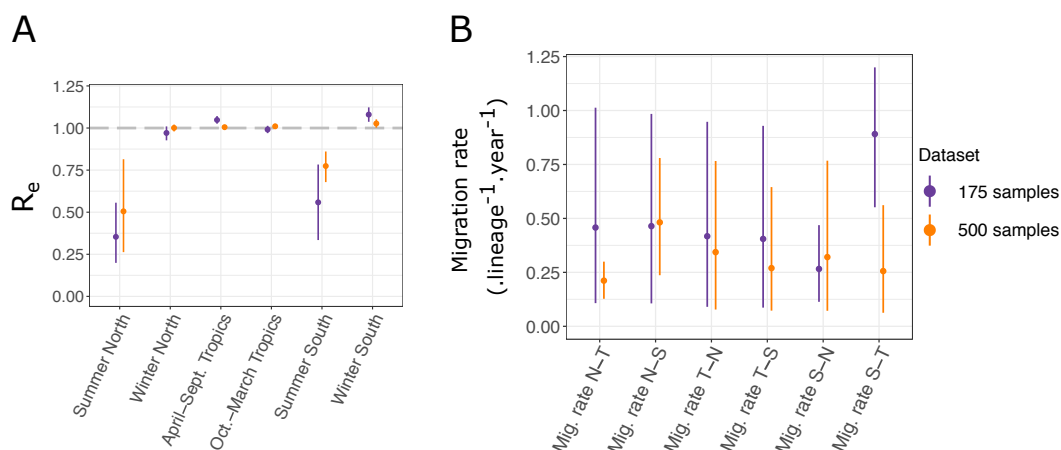 A
1.25
1.00
0.75
0.50
0.25
0.00
Re
Summer North
Winter North
April–Sept. Tropics
Oct.–March Tropics
Summer South
Winter South
B
1.25
1.00
0.75
0.50
0.25
0.00
Migration rate
(.lineage⁻¹.year⁻¹)
Mig. rate N–T
Mig. rate N–S
Mig. rate T–N
Mig. rate T–S
Mig. rate S–N
Mig. rate S–T
Dataset
175 samples
500 samples